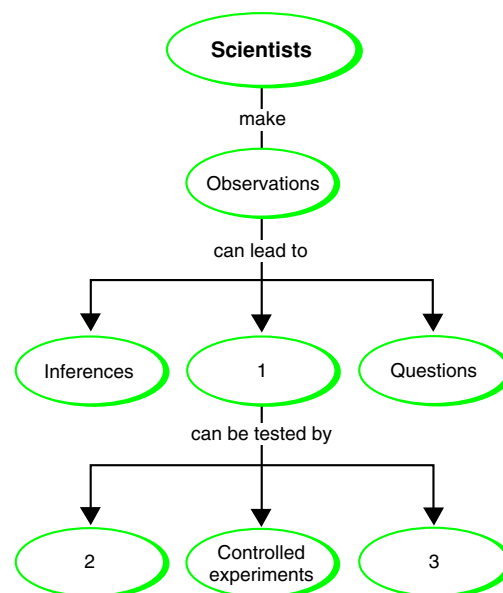 Scientists
make
Observations
can lead to
Inferences
1
Questions
can be tested by
2
Controlled
experiments
3